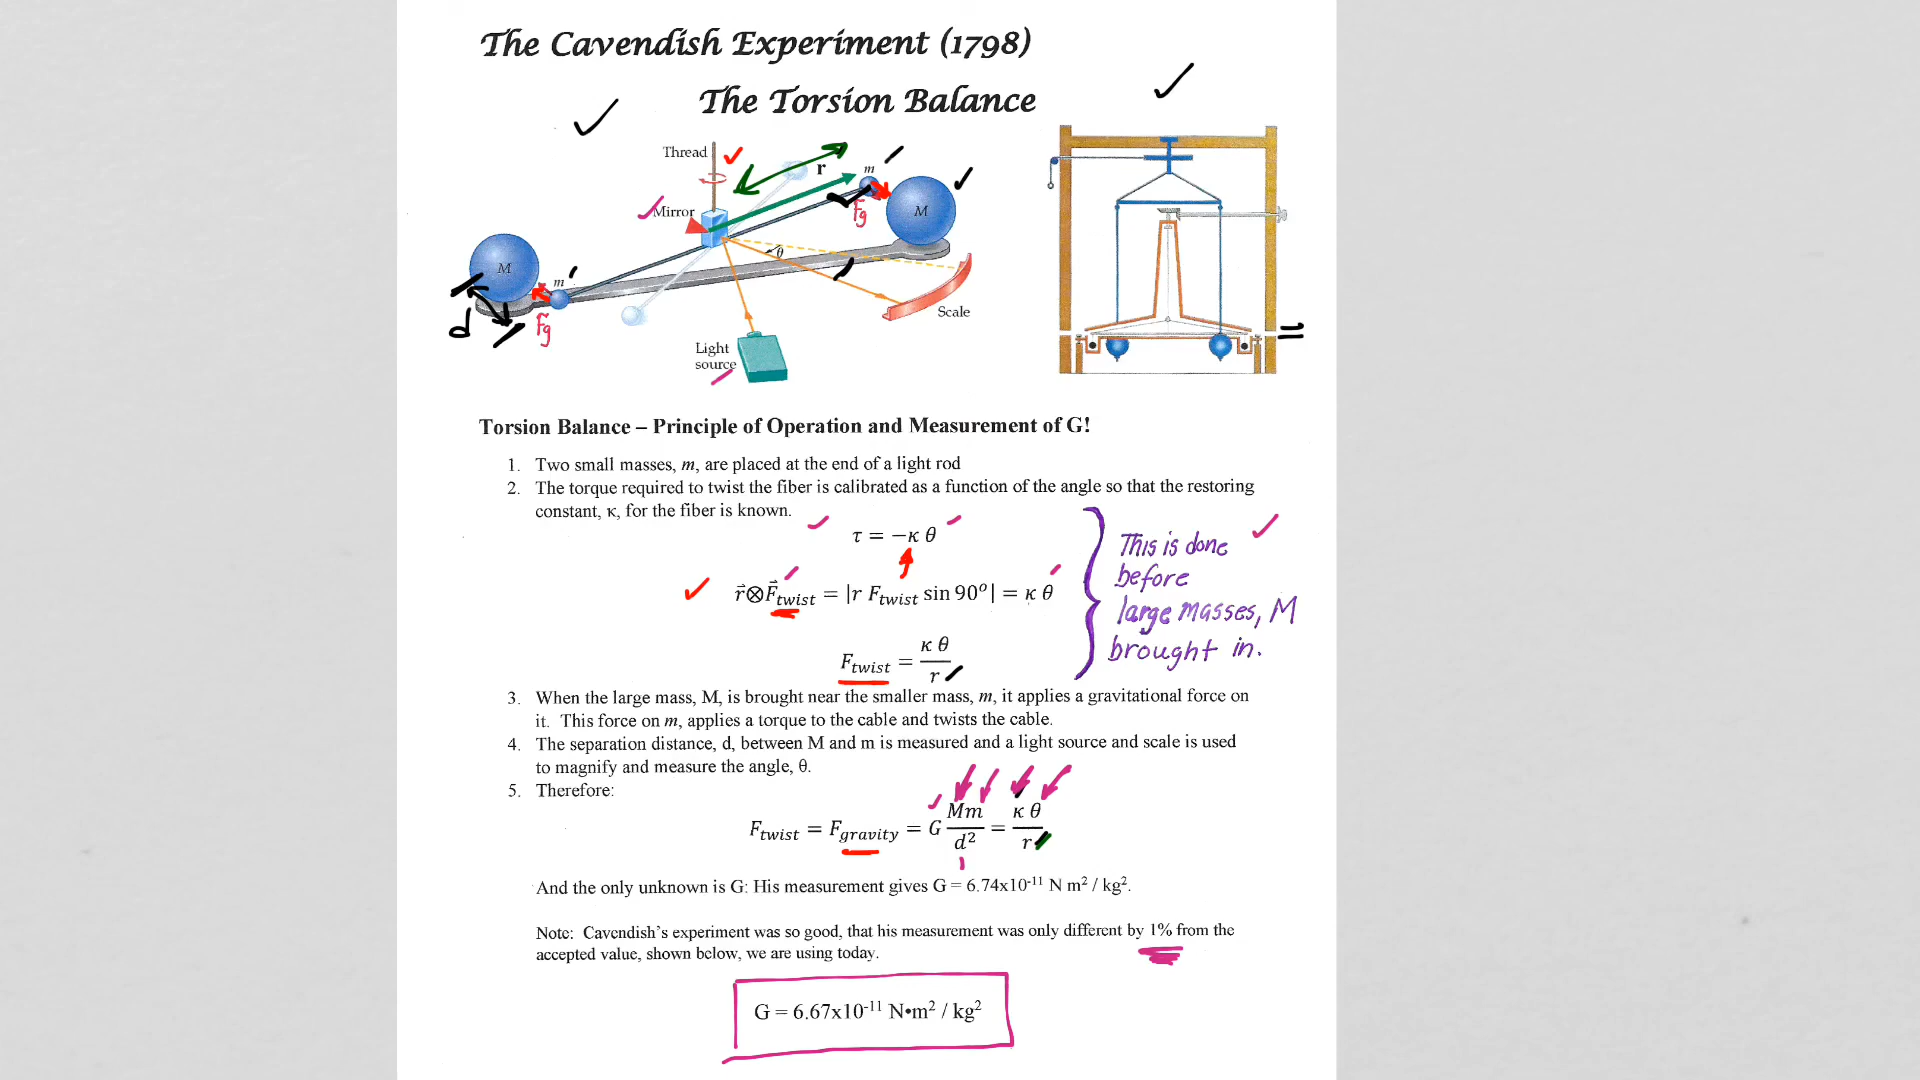 The Cavendish Experiment (1798)
The Torsion Balance
Thread
r
m
M
Mirror
Fg
θ
M
m
d
Fg
Scale
Light
source
Torsion Balance – Principle of Operation and Measurement of G!
1. Two small masses, m, are placed at the end of a light rod
2. The torque required to twist the fiber is calibrated as a function of the angle so that the restoring
constant, κ, for the fiber is known.
τ = −κ θ
r⃗⊗F⃗twist = |r Ftwist sin 90°| = κ θ
Ftwist = κ θ / r
This is done
before
large masses, M
brought in.
3. When the large mass, M, is brought near the smaller mass, m, it applies a gravitational force on
it. This force on m, applies a torque to the cable and twists the cable.
4. The separation distance, d, between M and m is measured and a light source and scale is used
to magnify and measure the angle, θ.
5. Therefore:
Ftwist = Fgravity = G Mm / d² = κ θ / r
And the only unknown is G: His measurement gives G = 6.74x10⁻¹¹ N m² / kg².
Note: Cavendish's experiment was so good, that his measurement was only different by 1% from the
accepted value, shown below, we are using today.
G = 6.67x10⁻¹¹ N•m² / kg²